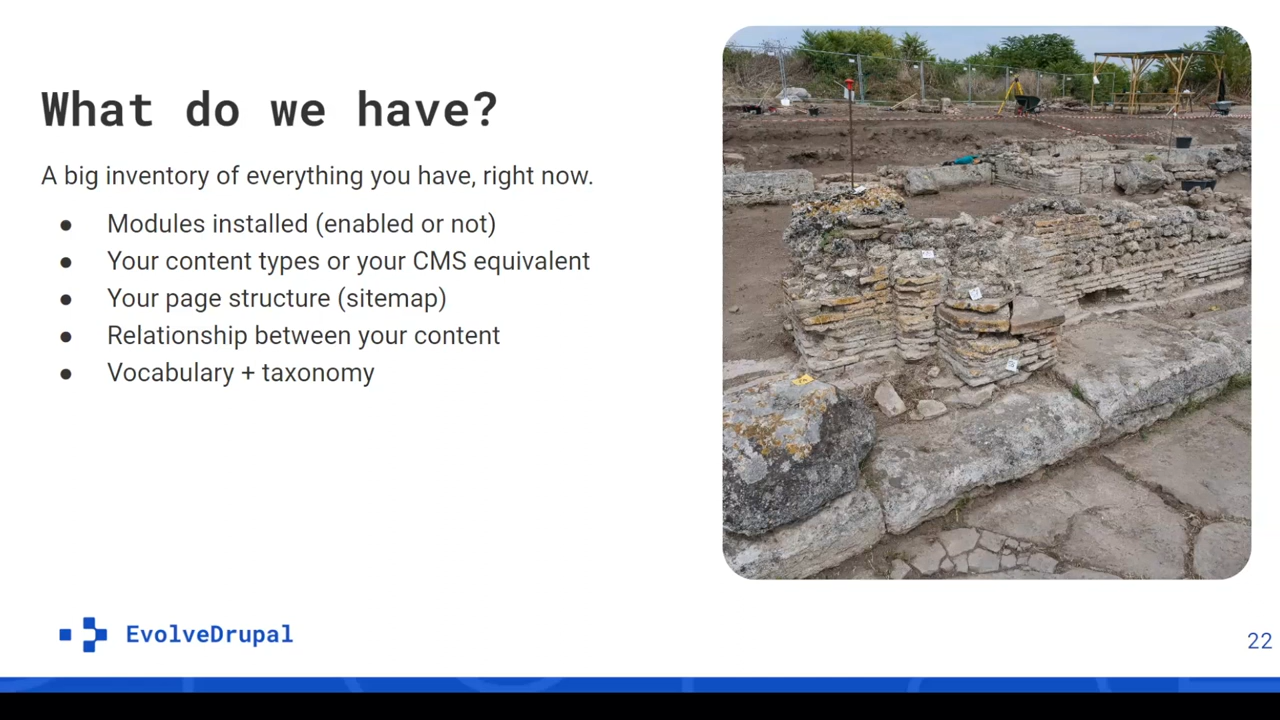 What do we have?
A big inventory of everything you have, right now.
● Modules installed (enabled or not)
● Your content types or your CMS equivalent
● Your page structure (sitemap)
● Relationship between your content
● Vocabulary + taxonomy
EvolveDrupal
22